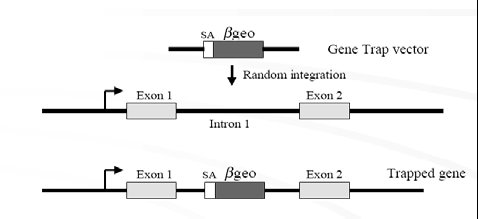 SA βgeo
Gene Trap vector
Random integration
Exon 1 Exon 2
Intron 1
Exon 1 SA βgeo Exon 2 Trapped gene